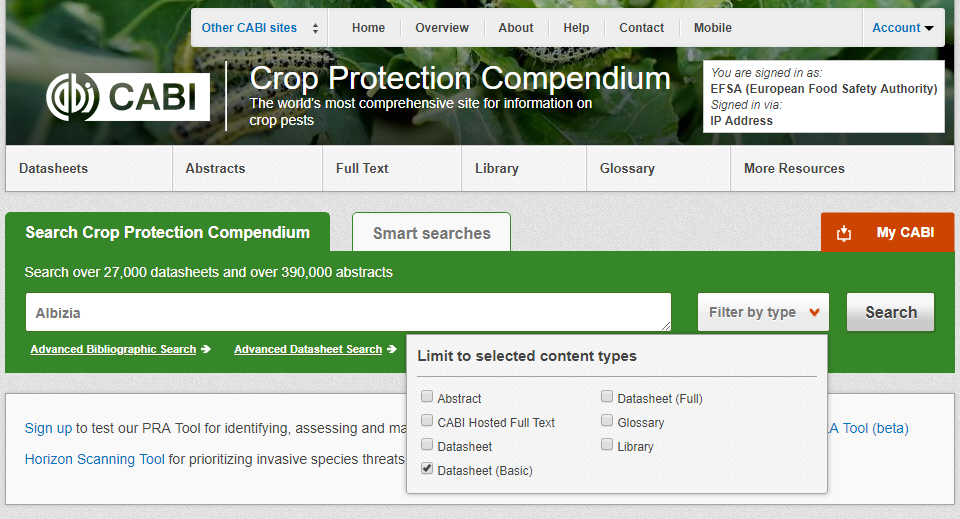 Other CABI sites
Home
Overview
About
Help
Contact
Mobile
Account
CABI
Crop Protection Compendium
The world's most comprehensive site for information on
crop pests
You are signed in as:
EFSA (European Food Safety Authority)
Signed in via:
IP Address
Datasheets
Abstracts
Full Text
Library
Glossary
More Resources
Search Crop Protection Compendium
Smart searches
My CABI
Search over 27,000 datasheets and over 390,000 abstracts
Albizia
Filter by type
Search
Advanced Bibliographic Search
Advanced Datasheet Search
Limit to selected content types
Abstract
Datasheet (Full)
CABI Hosted Full Text
Glossary
Datasheet
Library
Datasheet (Basic)
Sign up to test our PRA Tool for identifying, assessing and ma
A Tool (beta)
Horizon Scanning Tool for prioritizing invasive species threats